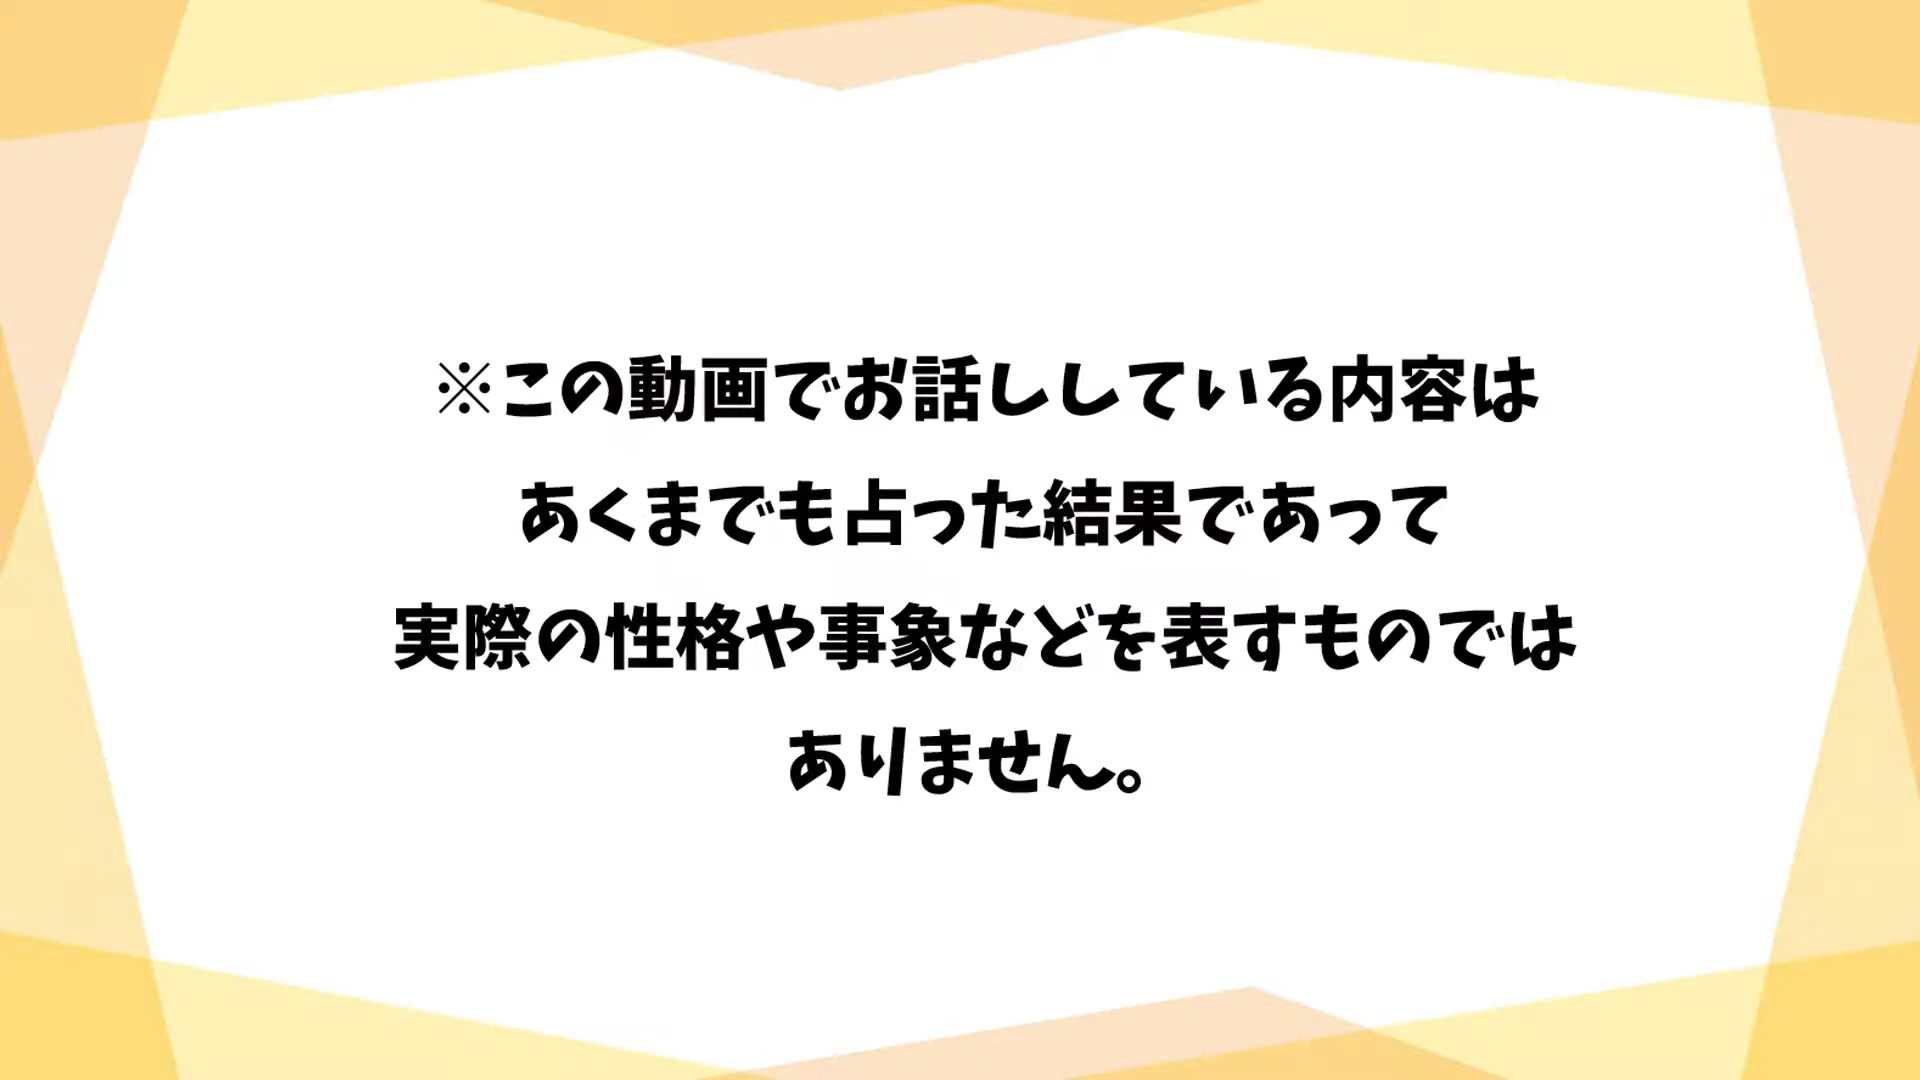 ※この動画でお話ししている内容は
あくまでも占った結果であって
実際の性格や事象などを表すものでは
ありません。